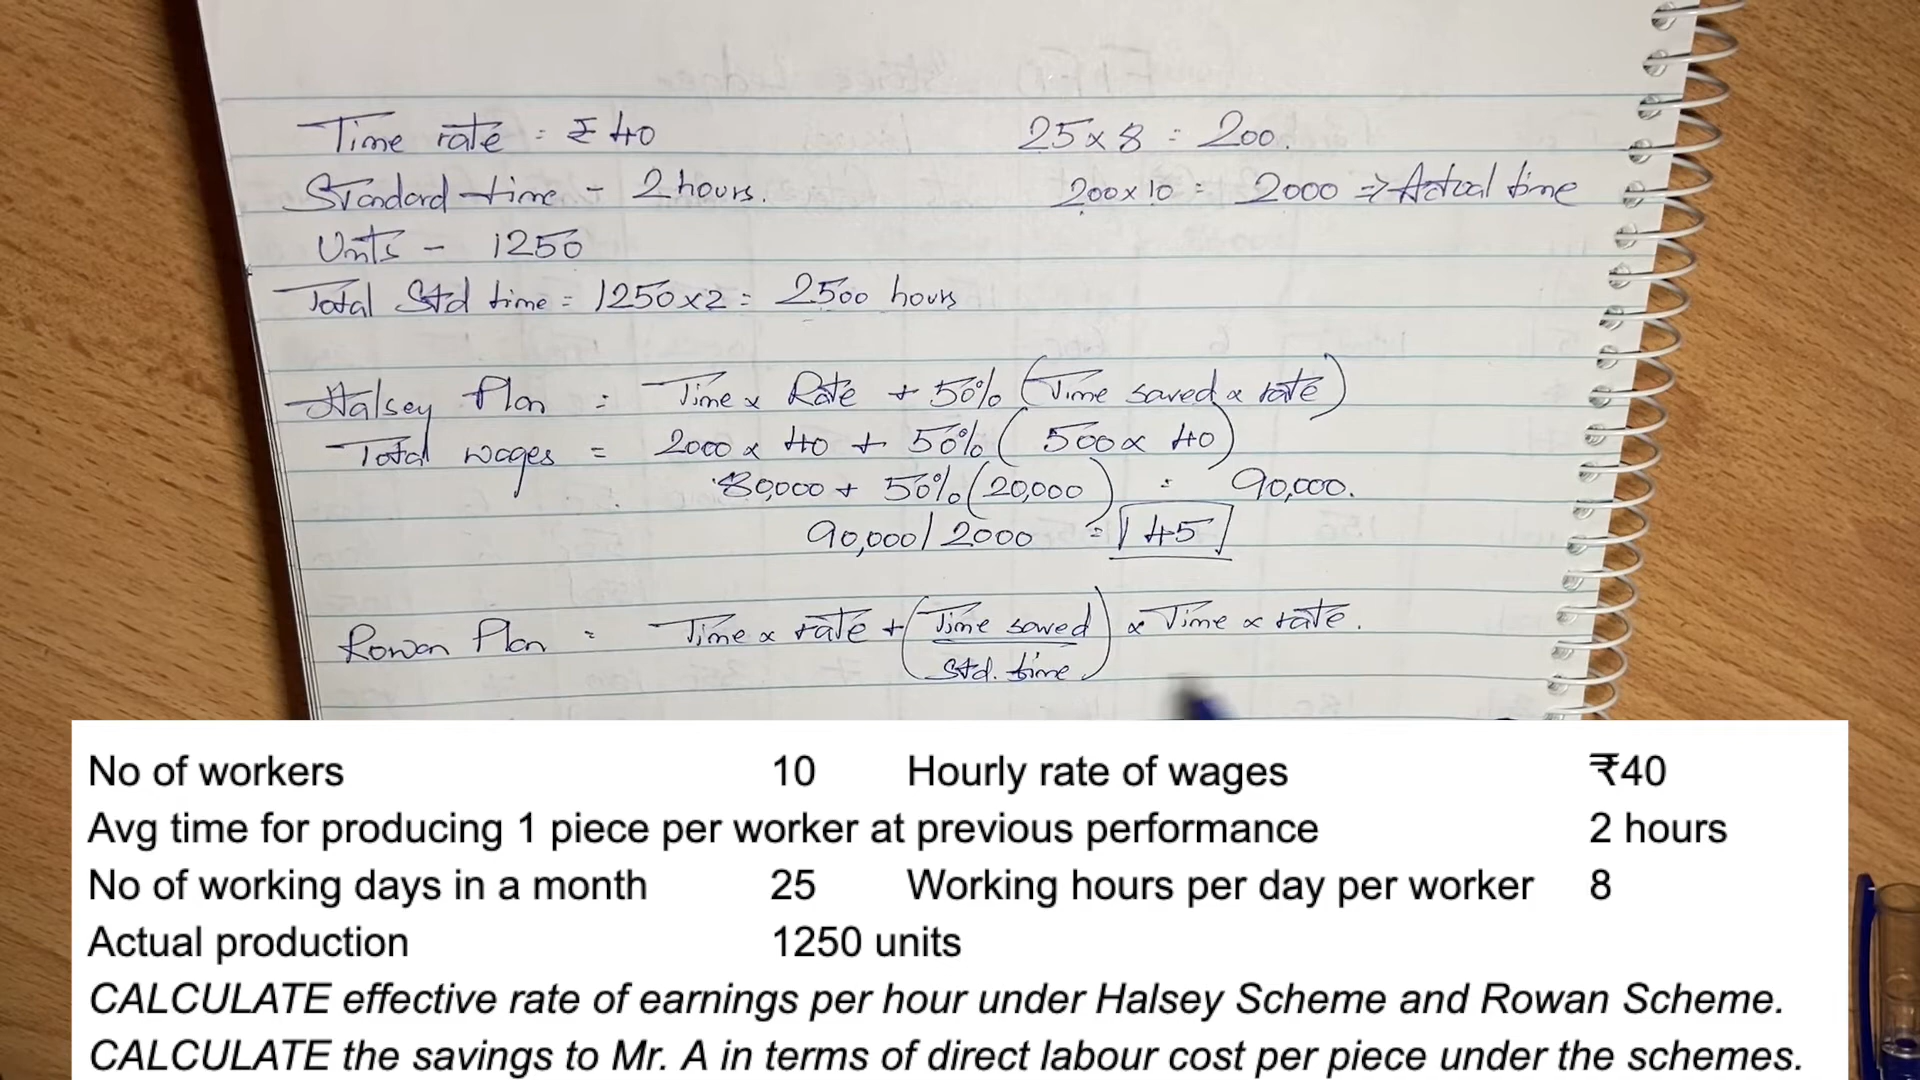 Time rate = ₹40
25 x 8 = 200.
Standard time - 2 hours.
200 x 10 = 2000 => Actual time
Units - 1250
Total Std time = 1250 x 2 = 2500 hours
Halsey Plan = Time x Rate + 50% (Time saved x rate)
Total wages = 2000 x 40 + 50% (500 x 40)
80,000 + 50% (20,000) = 90,000.
90,000 / 2000 = 45
Rowan Plan = Time x rate + (Time saved / Std. time) x Time x rate.
No of workers 10 Hourly rate of wages ₹40
Avg time for producing 1 piece per worker at previous performance 2 hours
No of working days in a month 25 Working hours per day per worker 8
Actual production 1250 units
CALCULATE effective rate of earnings per hour under Halsey Scheme and Rowan Scheme.
CALCULATE the savings to Mr. A in terms of direct labour cost per piece under the schemes.